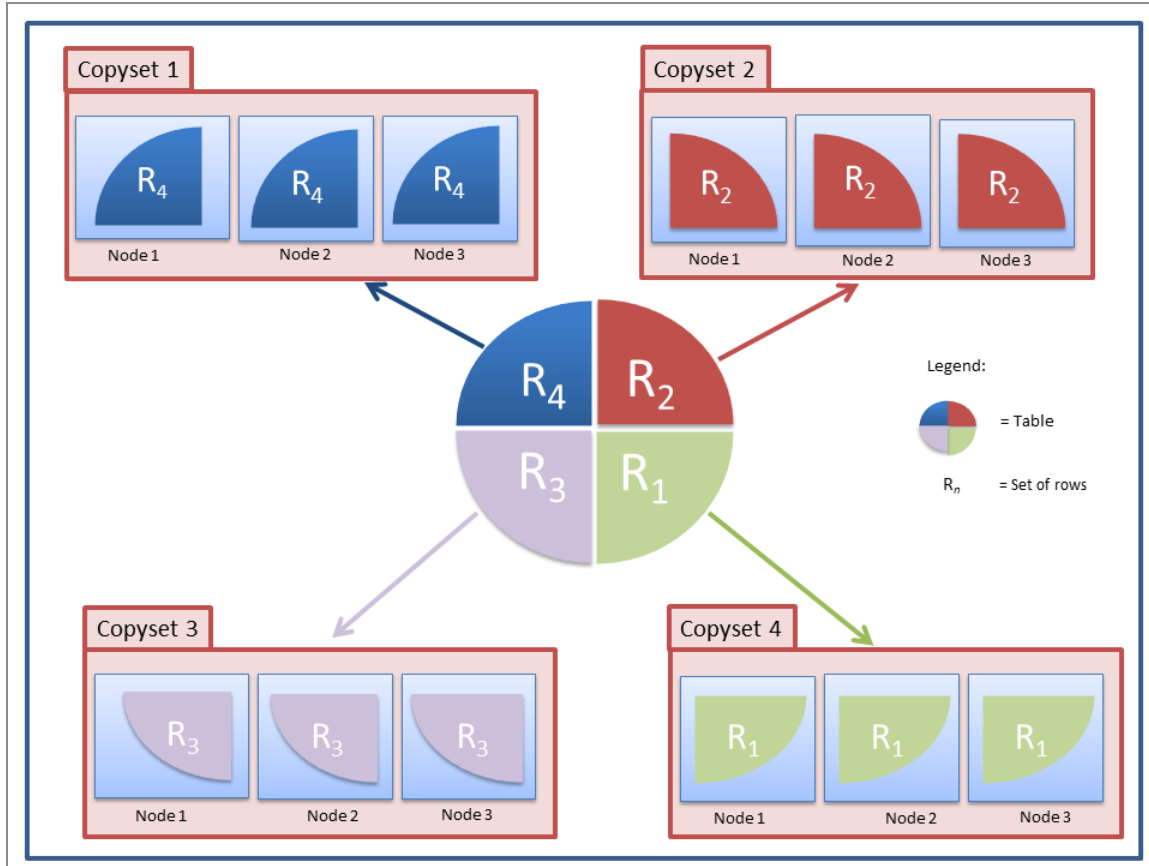 Copyset 1
R₄
R₄
R₄
Node 1
Node 2
Node 3
Copyset 2
R₂
R₂
R₂
Node 1
Node 2
Node 3
R₄
R₂
R₃
R₁
Legend:
= Table
Rₙ = Set of rows
Copyset 3
R₃
R₃
R₃
Node 1
Node 2
Node 3
Copyset 4
R₁
R₁
R₁
Node 1
Node 2
Node 3